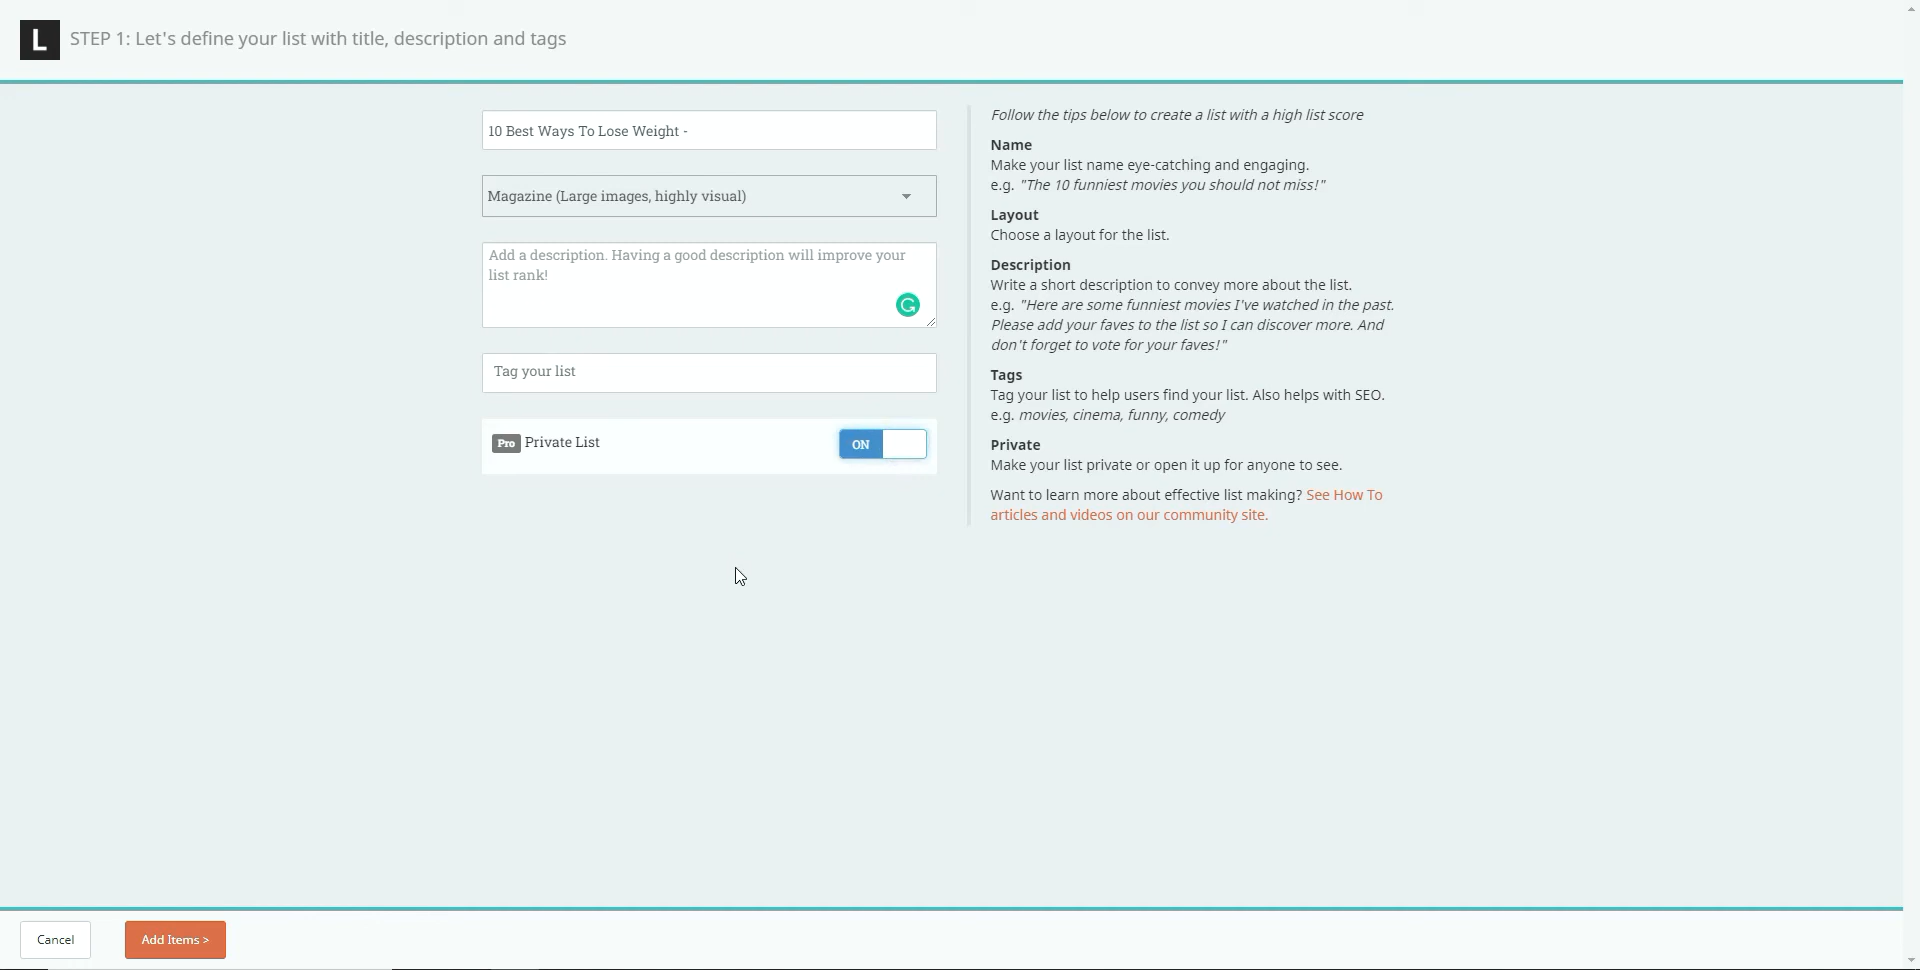 L
STEP 1: Let's define your list with title, description and tags
10 Best Ways To Lose Weight -
Magazine (Large images, highly visual)
Add a description. Having a good description will improve your
list rank!
Tag your list
Pro Private List
ON
Follow the tips below to create a list with a high list score
Name
Make your list name eye-catching and engaging.
e.g. "The 10 funniest movies you should not miss!"
Layout
Choose a layout for the list.
Description
Write a short description to convey more about the list.
e.g. "Here are some funniest movies I've watched in the past.
Please add your faves to the list so I can discover more. And
don't forget to vote for your faves!"
Tags
Tag your list to help users find your list. Also helps with SEO.
e.g. movies, cinema, funny, comedy
Private
Make your list private or open it up for anyone to see.
Want to learn more about effective list making? See How To
articles and videos on our community site.
Cancel
Add Items >